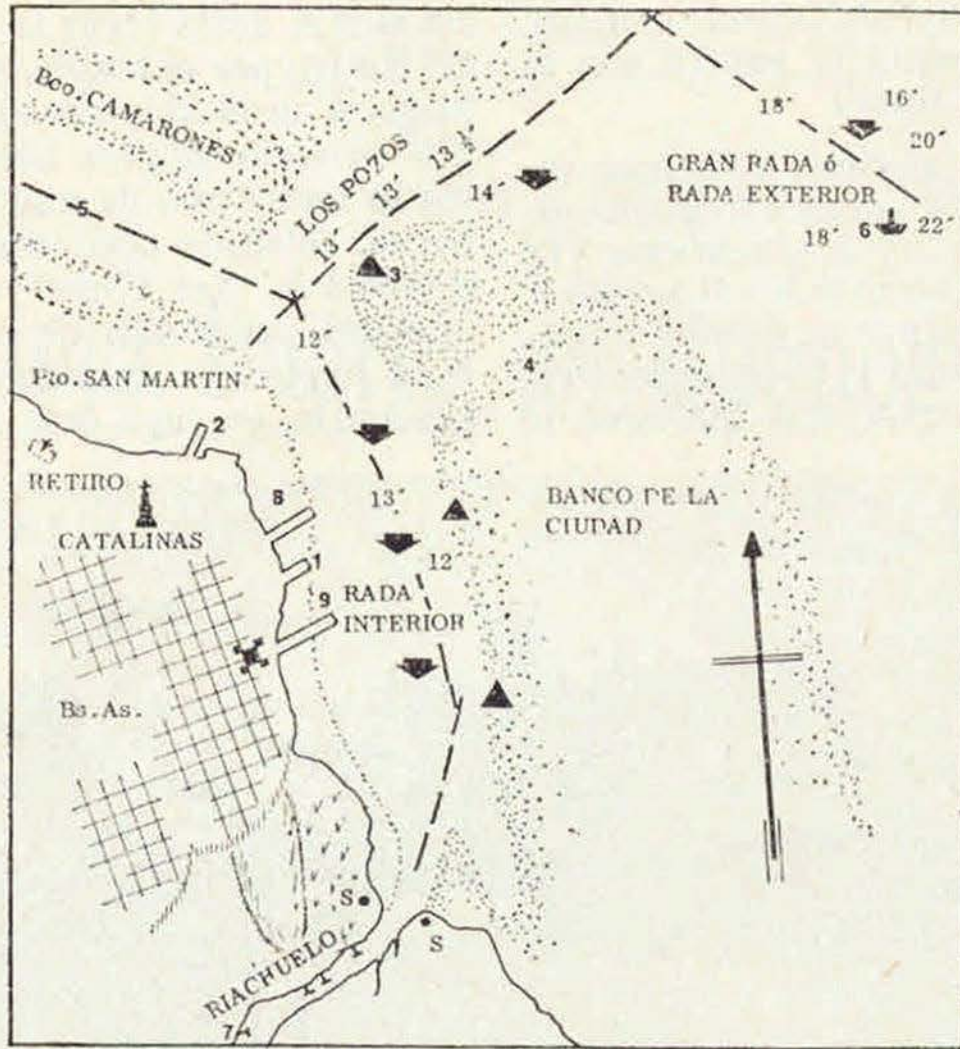 Bco. CAMARONES
LOS POZOS
13´
13´
13 ½´
14
18´
16´
20´
GRAN RADA ó
RADA EXTERIOR
18´
6
22´
5
3
12´
4
Pto. SAN MARTIN
2
RETIRO
CATALINAS
8
13´
BANCO DE LA
CIUDAD
1
12´
9
RADA
INTERIOR
Bs. As.
S
S
RIACHUELO
7